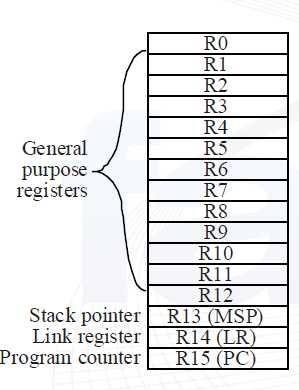 R0
R1
R2
R3
R4
General R5
purpose R6
registers R7
R8
R9
R10
R11
R12
Stack pointer R13 (MSP)
Link register R14 (LR)
Program counter R15 (PC)